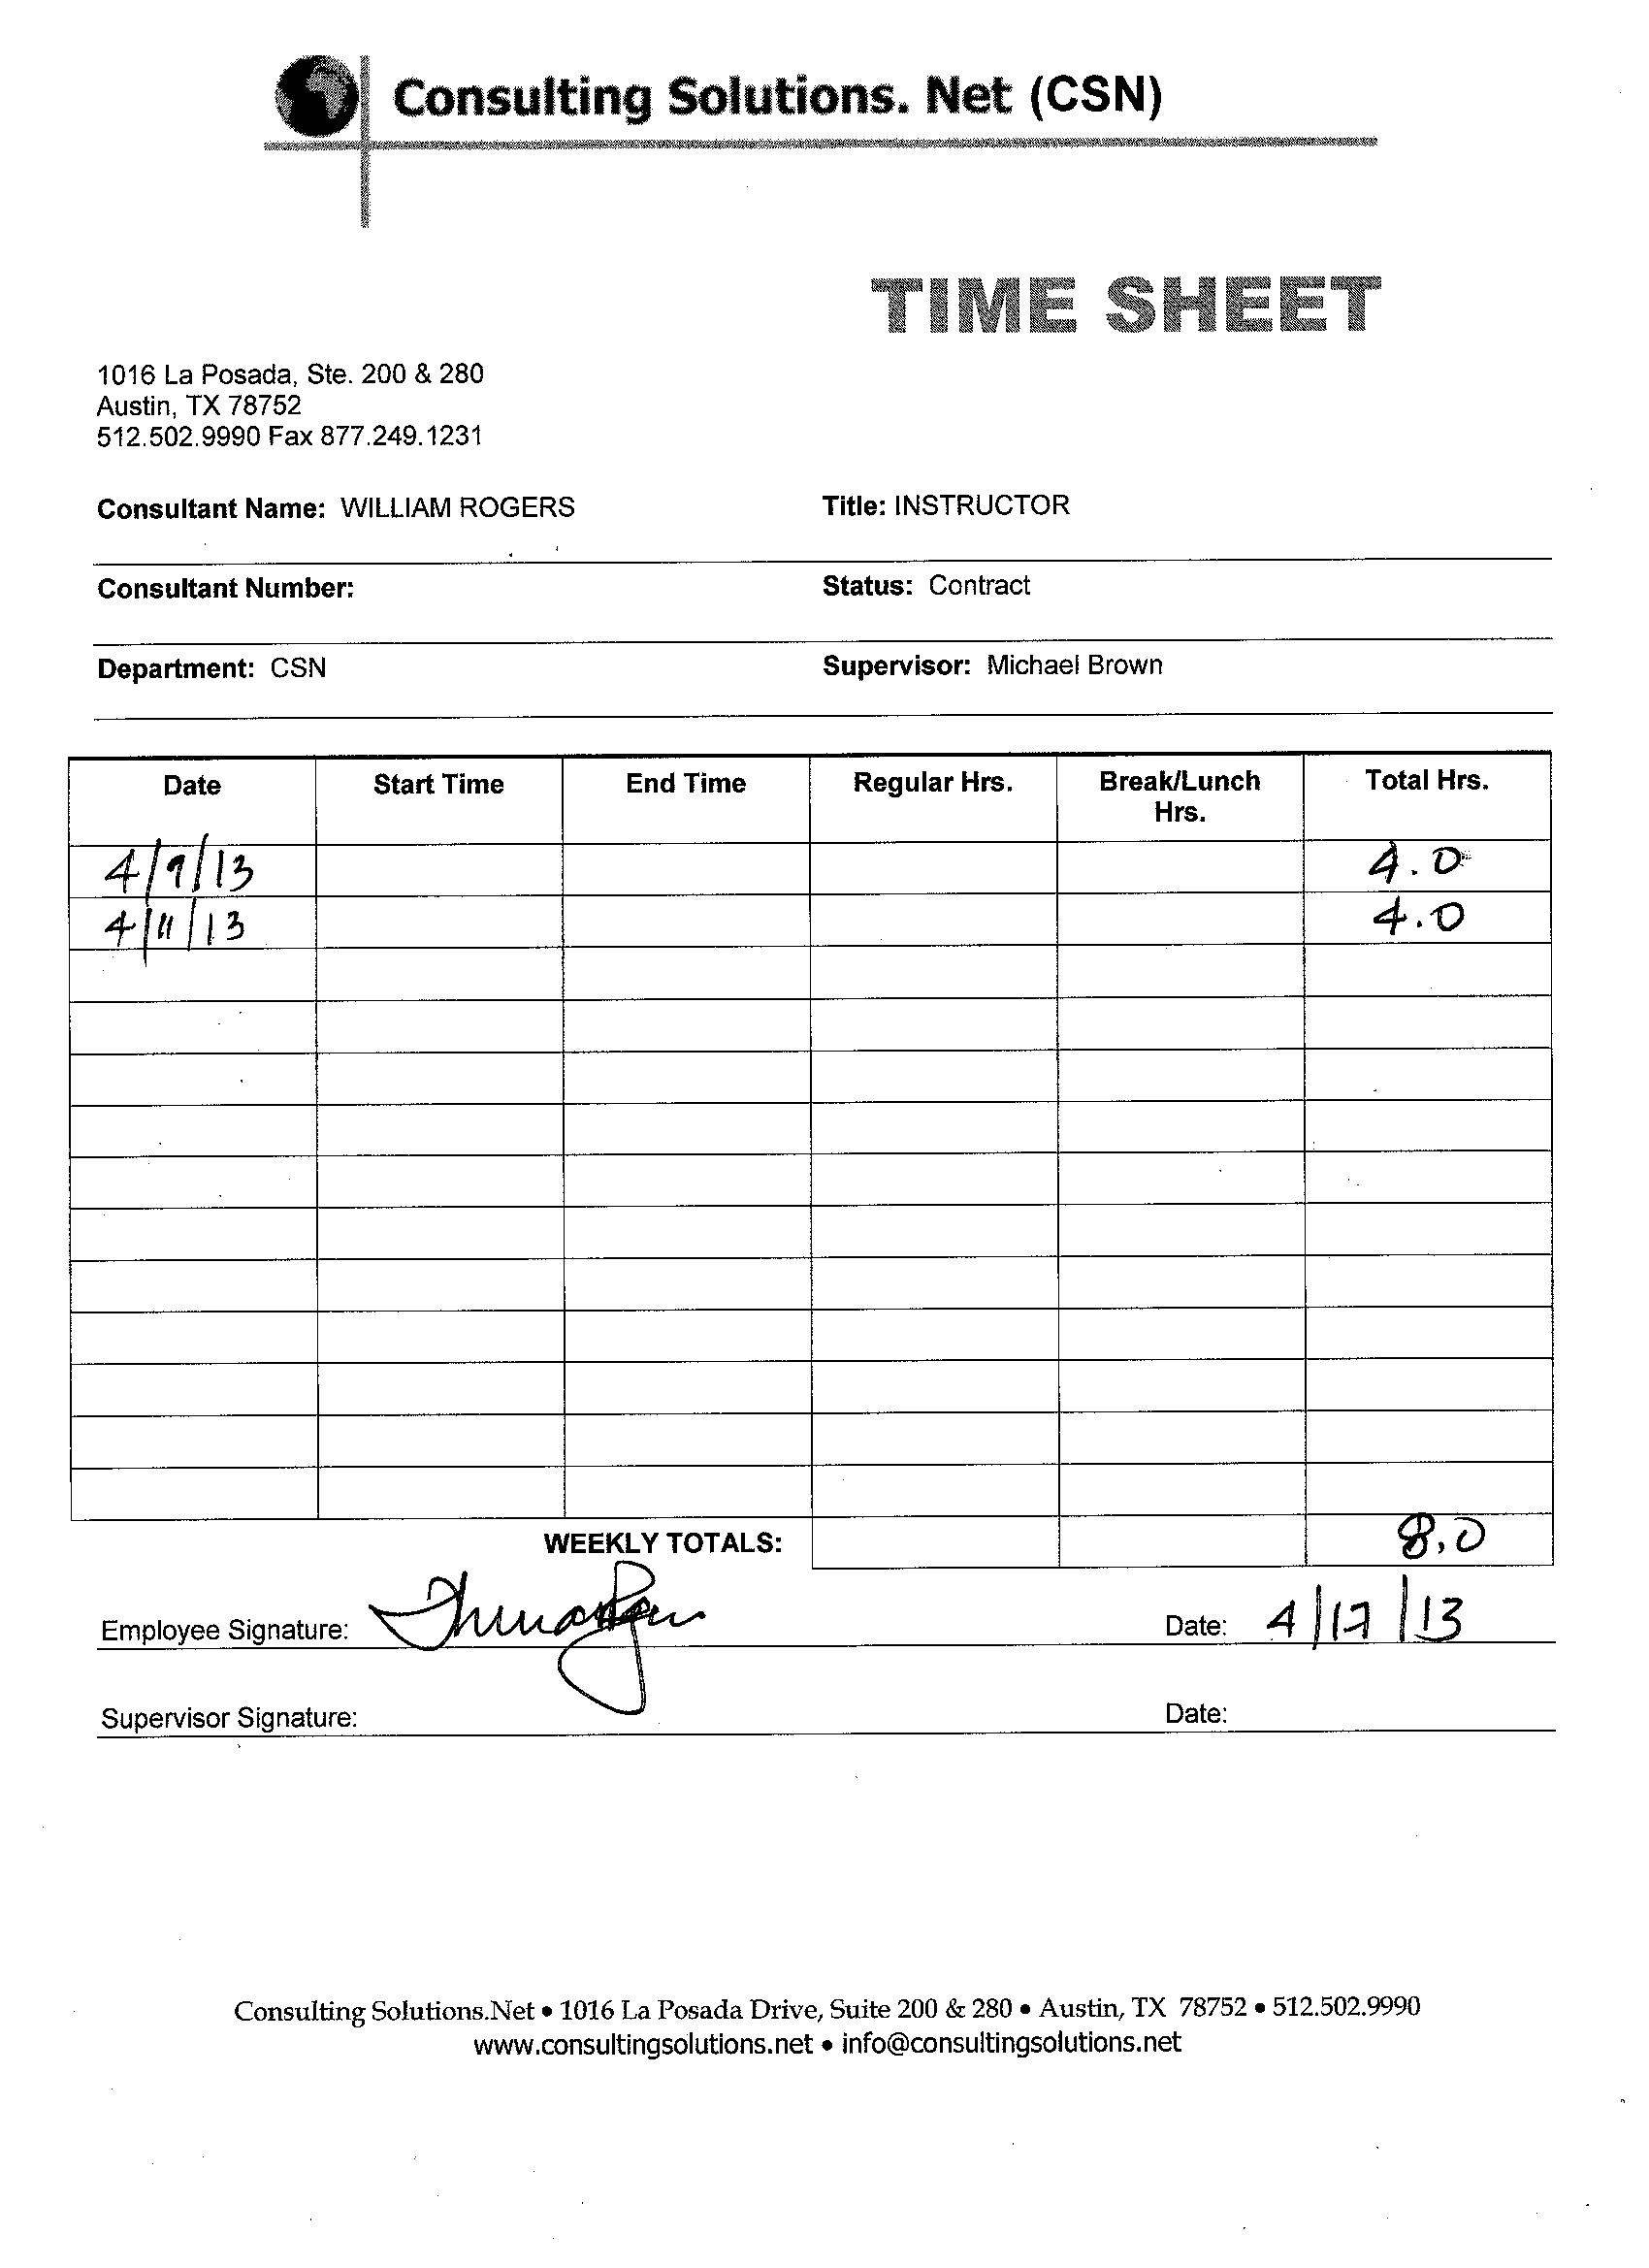 Consulting Solutions. Net (CSN)
TIME SHEET
1016 La Posada, Ste. 200 & 280
Austin, TX 78752
512.502.9990 Fax 877.249.1231
Consultant Name: WILLIAM ROGERS Title: INSTRUCTOR
Consultant Number: Status: Contract
Department: CSN Supervisor: Michael Brown
Date Start Time End Time Regular Hrs. Break/Lunch Hrs. Total Hrs.
4/9/13 4.0
4/11/13 4.0
WEEKLY TOTALS: 8.0
Employee Signature: Date: 4/17/13
Supervisor Signature: Date:
Consulting Solutions.Net • 1016 La Posada Drive, Suite 200 & 280 • Austin, TX 78752 • 512.502.9990
www.consultingsolutions.net • info@consultingsolutions.net